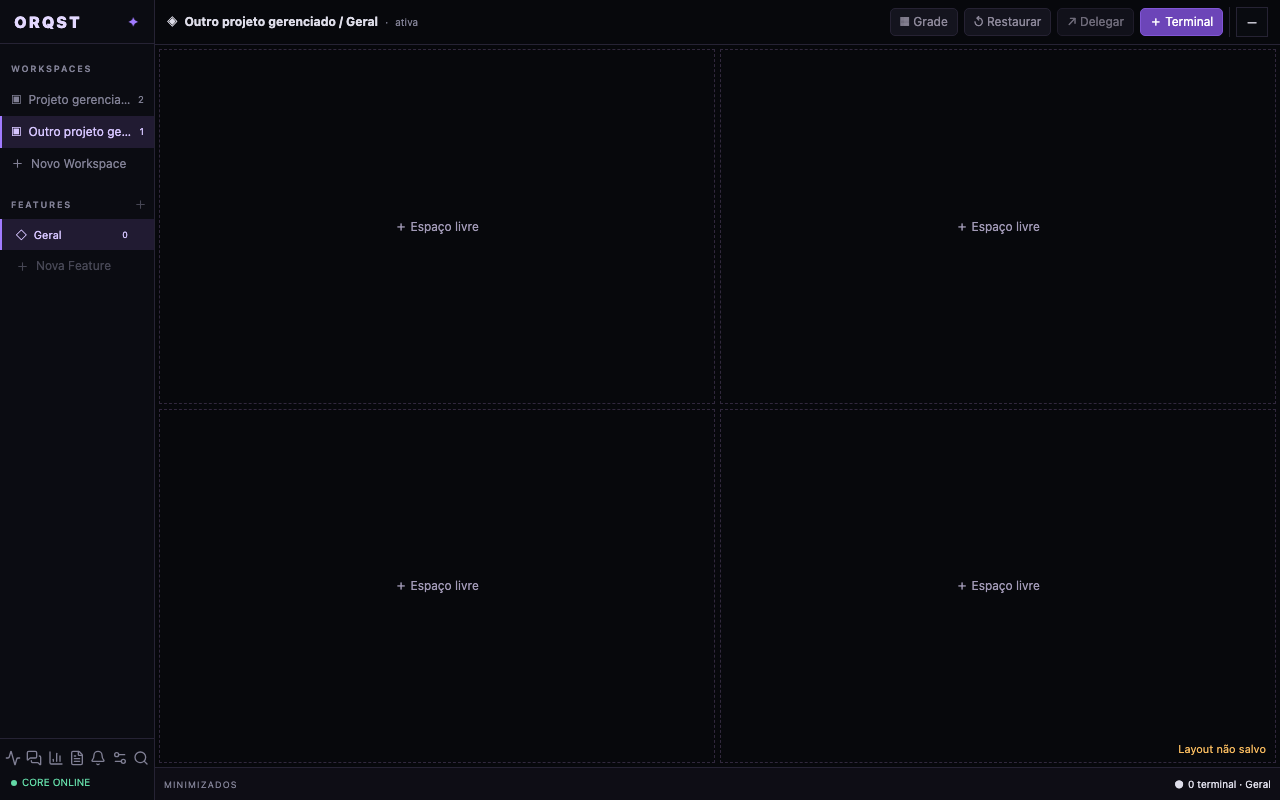 ORQST
Outro projeto gerenciado / Geral · ativa
Grade
Restaurar
Delegar
+ Terminal
WORKSPACES
Projeto gerencia... 2
Outro projeto ge... 1
+ Novo Workspace
FEATURES +
Geral 0
+ Nova Feature
+ Espaço livre
+ Espaço livre
+ Espaço livre
+ Espaço livre
Layout não salvo
CORE ONLINE
MINIMIZADOS
0 terminal · Geral